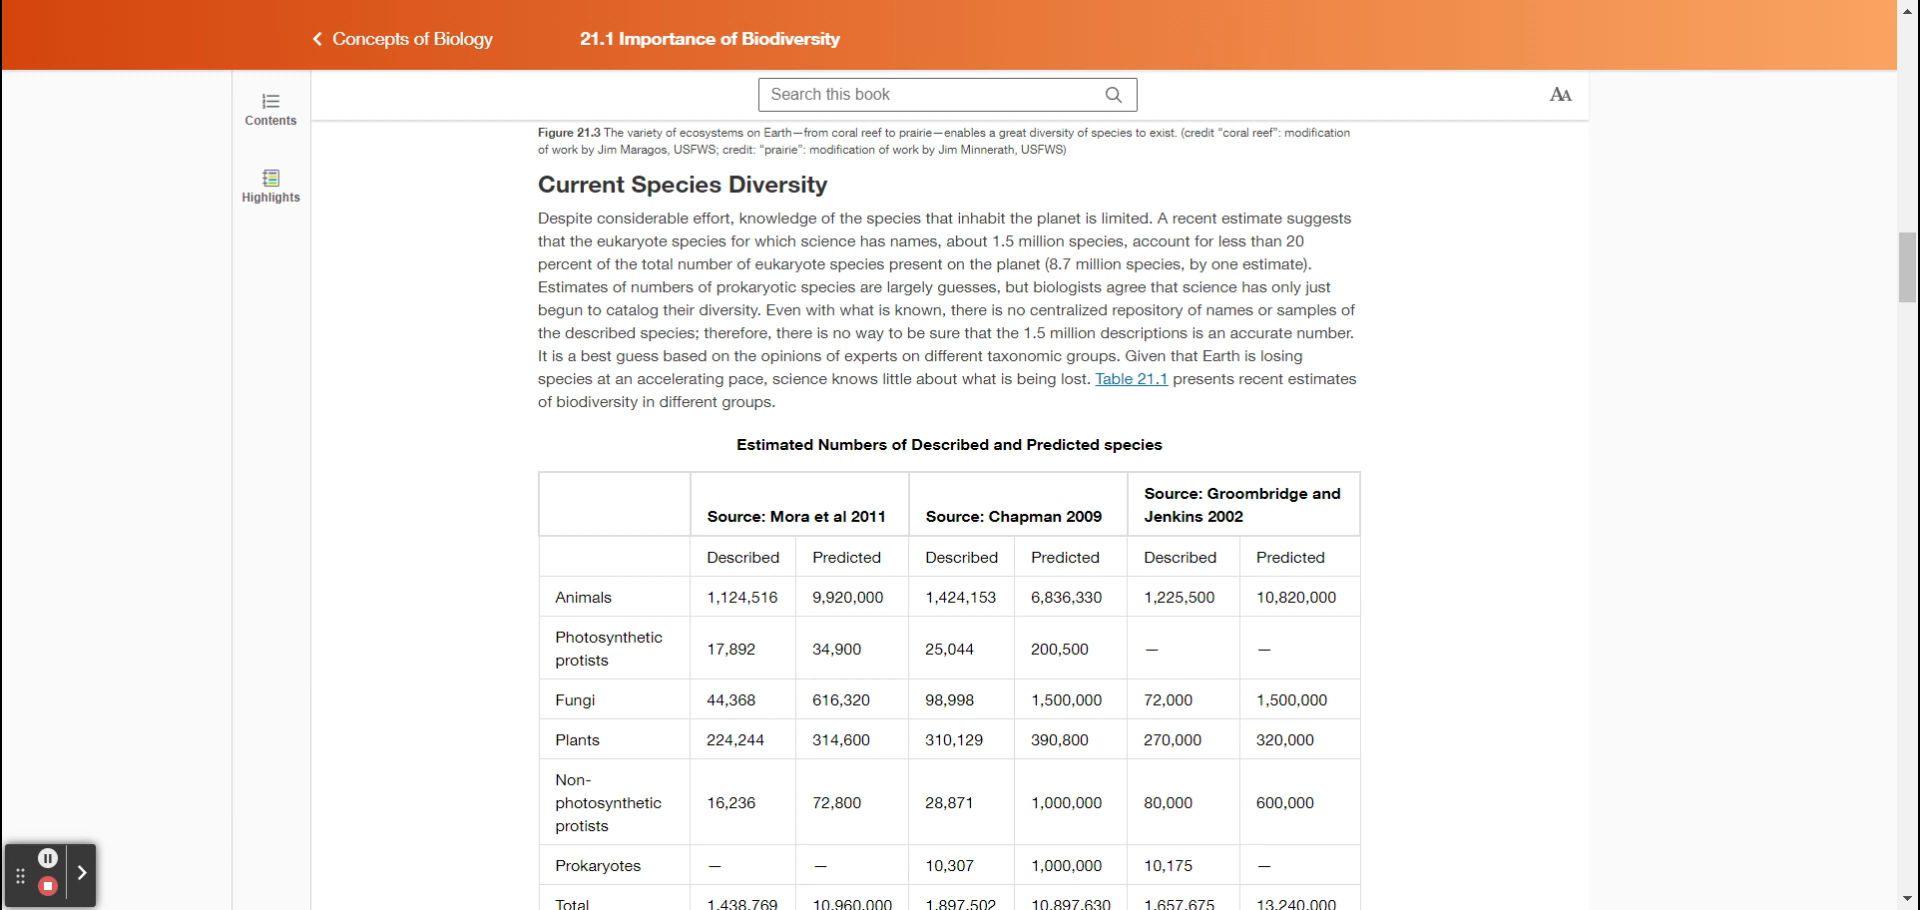 Concepts of Biology
21.1 Importance of Biodiversity
Search this book
AA
Contents
Highlights
Figure 21.3 The variety of ecosystems on Earth—from coral reef to prairie—enables a great diversity of species to exist. (credit “coral reef”: modification
of work by Jim Maragos, USFWS; credit: “prairie”: modification of work by Jim Minnerath, USFWS)
Current Species Diversity
Despite considerable effort, knowledge of the species that inhabit the planet is limited. A recent estimate suggests
that the eukaryote species for which science has names, about 1.5 million species, account for less than 20
percent of the total number of eukaryote species present on the planet (8.7 million species, by one estimate).
Estimates of numbers of prokaryotic species are largely guesses, but biologists agree that science has only just
begun to catalog their diversity. Even with what is known, there is no centralized repository of names or samples of
the described species; therefore, there is no way to be sure that the 1.5 million descriptions is an accurate number.
It is a best guess based on the opinions of experts on different taxonomic groups. Given that Earth is losing
species at an accelerating pace, science knows little about what is being lost. Table 21.1 presents recent estimates
of biodiversity in different groups.
Estimated Numbers of Described and Predicted species
Source: Mora et al 2011 Source: Chapman 2009 Source: Groombridge and
Jenkins 2002
Described Predicted Described Predicted Described Predicted
Animals 1,124,516 9,920,000 1,424,153 6,836,330 1,225,500 10,820,000
Photosynthetic
protists 17,892 34,900 25,044 200,500 — —
Fungi 44,368 616,320 98,998 1,500,000 72,000 1,500,000
Plants 224,244 314,600 310,129 390,800 270,000 320,000
Non-
photosynthetic 16,236 72,800 28,871 1,000,000 80,000 600,000
protists
Prokaryotes — — 10,307 1,000,000 10,175 —
Total 1,438,769 10,960,000 1,897,502 10,897,630 1,657,675 13,240,000